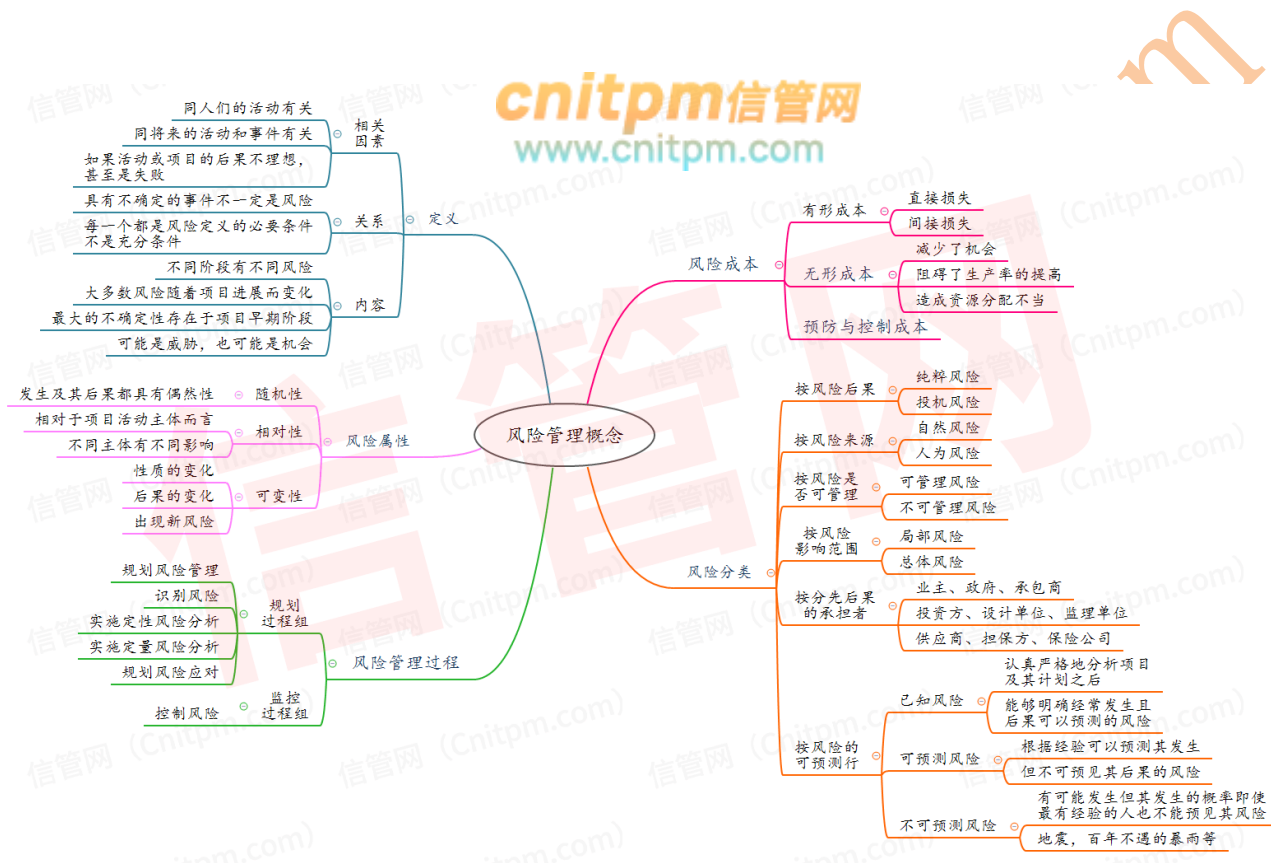 cnitpm信管网
www.cnitpm.com
风险管理概念
定义
相关
因素
同人们的活动有关
同将来的活动和事件有关
如果活动或项目的后果不理想，
甚至是失败
关系
具有不确定的事件不一定是风险
每一个都是风险定义的必要条件
不是充分条件
内容
不同阶段有不同风险
大多数风险随着项目进展而变化
最大的不确定性存在于项目早期阶段
可能是威胁，也可能是机会
风险属性
随机性
发生及其后果都具有偶然性
相对性
相对于项目活动主体而言
不同主体有不同影响
可变性
性质的变化
后果的变化
出现新风险
风险管理过程
规划
过程组
规划风险管理
识别风险
实施定性风险分析
实施定量风险分析
规划风险应对
监控
过程组
控制风险
风险成本
有形成本
直接损失
间接损失
无形成本
减少了机会
阻碍了生产率的提高
造成资源分配不当
预防与控制成本
风险分类
按风险后果
纯粹风险
投机风险
按风险来源
自然风险
人为风险
按风险是
否可管理
可管理风险
不可管理风险
按风险
影响范围
局部风险
总体风险
按分先后果
的承担者
业主、政府、承包商
投资方、设计单位、监理单位
供应商、担保方、保险公司
按风险的
可预测行
已知风险
认真严格地分析项目
及其计划之后
能够明确经常发生且
后果可以预测的风险
可预测风险
根据经验可以预测其发生
但不可预见其后果的风险
不可预测风险
有可能发生但其发生的概率即使
最有经验的人也不能预见其风险
地震，百年不遇的暴雨等
信管网
信管网（Cnitpm.com）